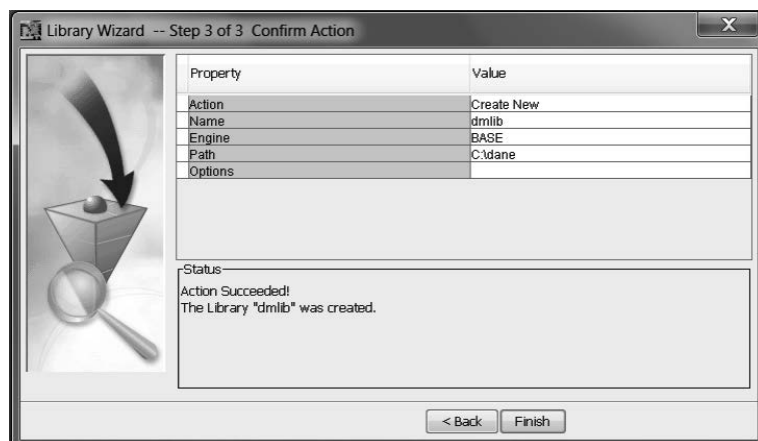 Library Wizard -- Step 3 of 3 Confirm Action
X
Property Value
Action Create New
Name dmlib
Engine BASE
Path C:\dane
Options
Status
Action Succeeded!
The Library "dmlib" was created.
< Back Finish